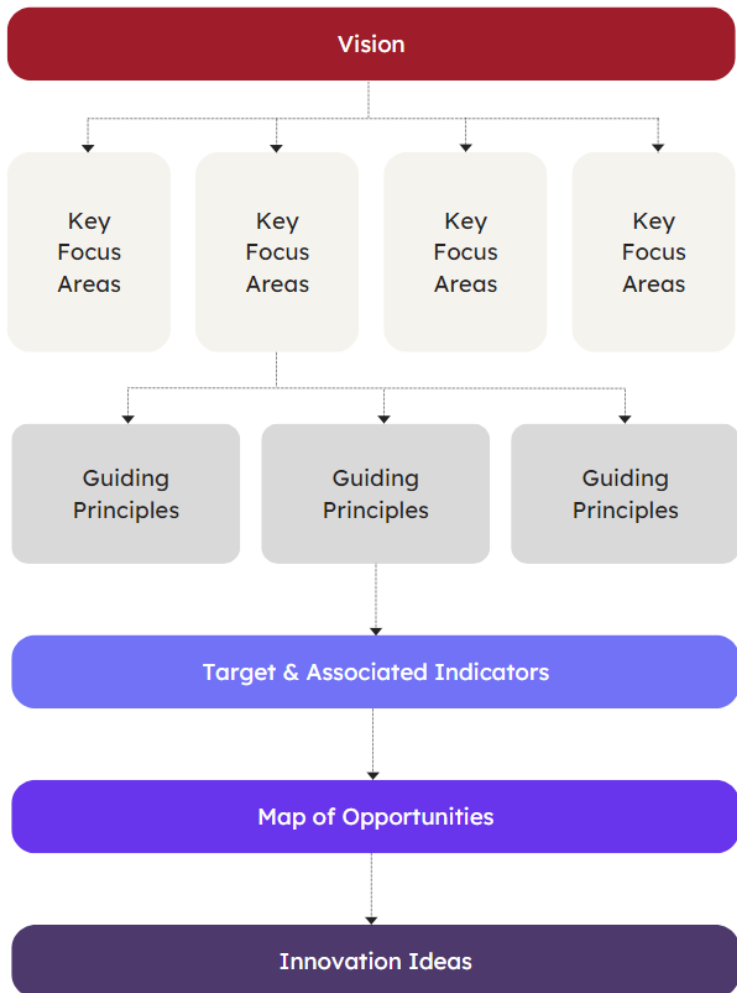 Vision
Key
Focus
Areas
Key
Focus
Areas
Key
Focus
Areas
Key
Focus
Areas
Guiding
Principles
Guiding
Principles
Guiding
Principles
Target & Associated Indicators
Map of Opportunities
Innovation Ideas